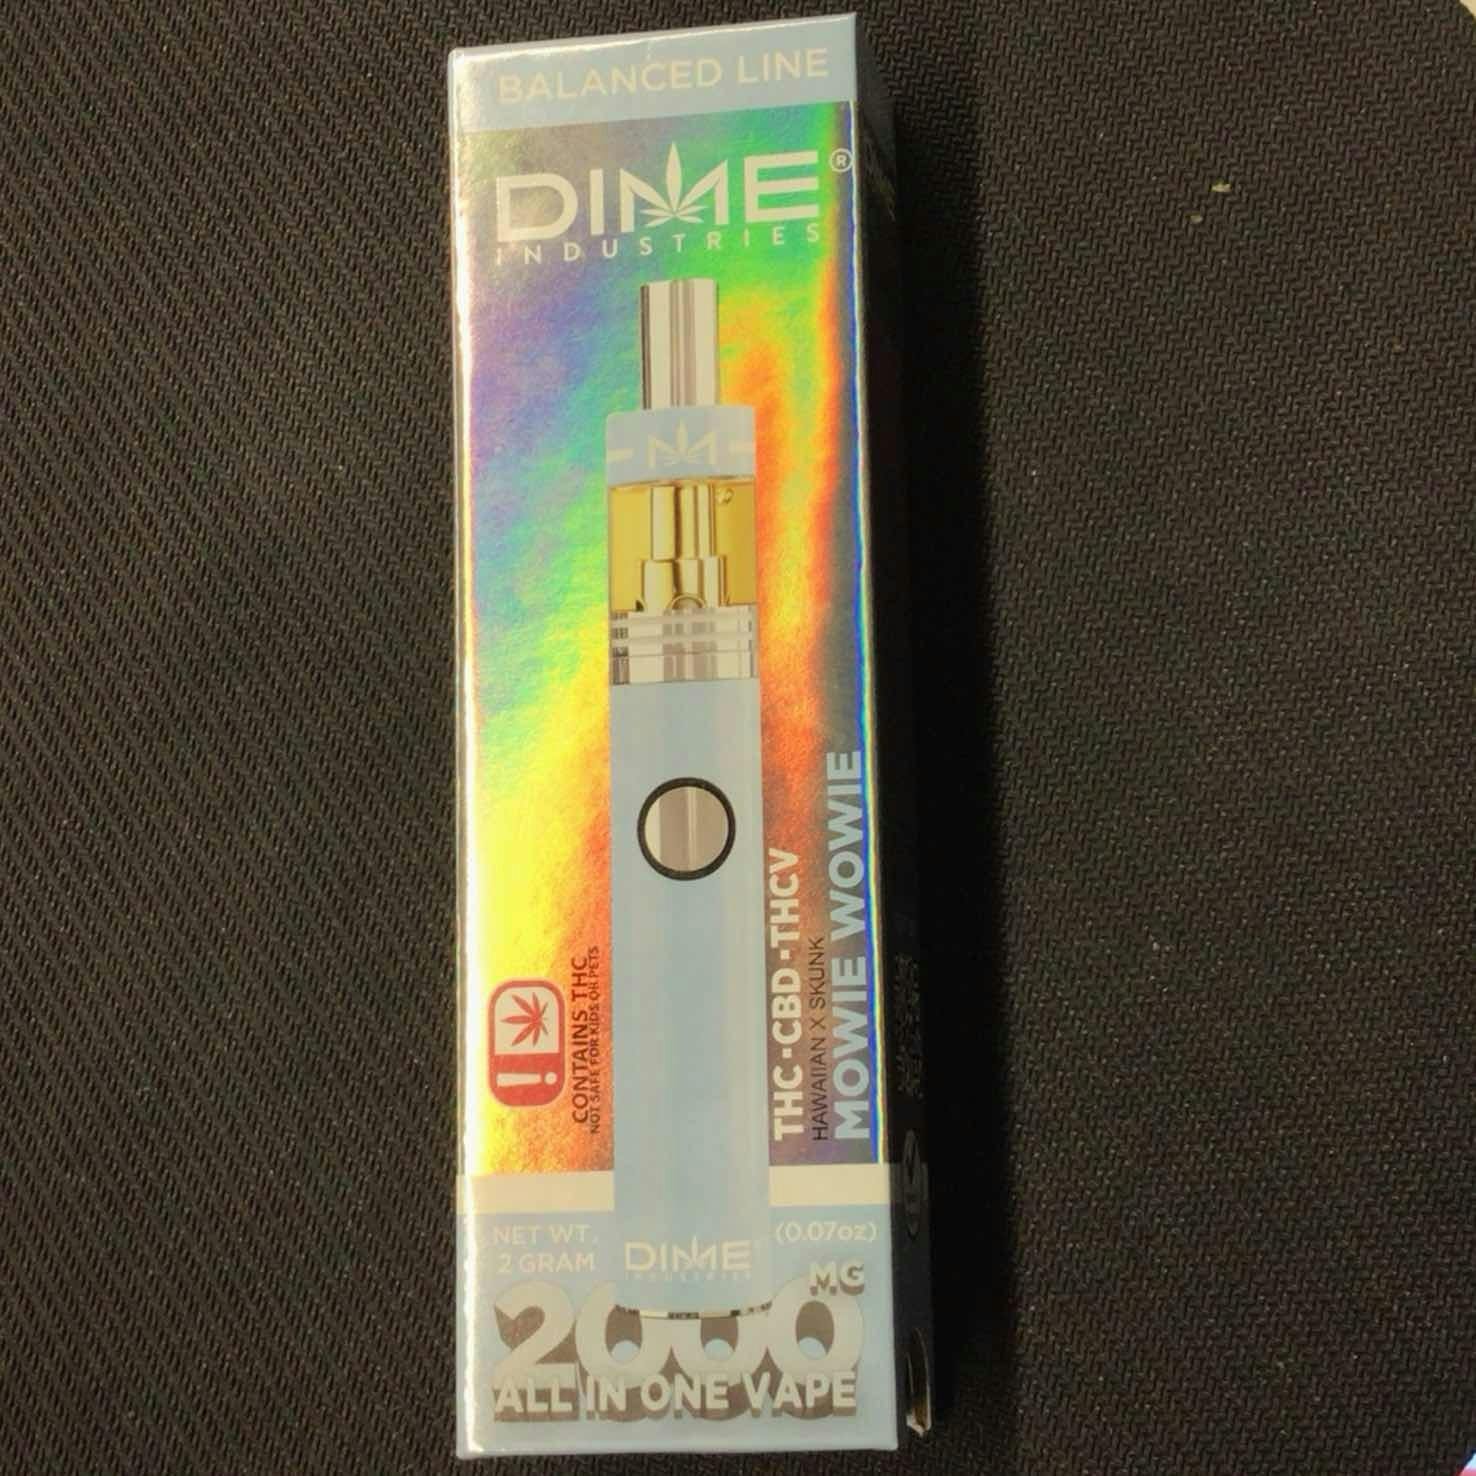 BALANCED LINE
DIME®
INDUSTRIES
CONTAINS THC
NOT SAFE FOR KIDS OR PETS
THC•CBD•THCV
HAWAIIAN X SKUNK
MOWIE WOWIE
NET WT. (0.07oz)
2 GRAM
DIME
INDUSTRIES
2000 MG
ALL IN ONE VAPE